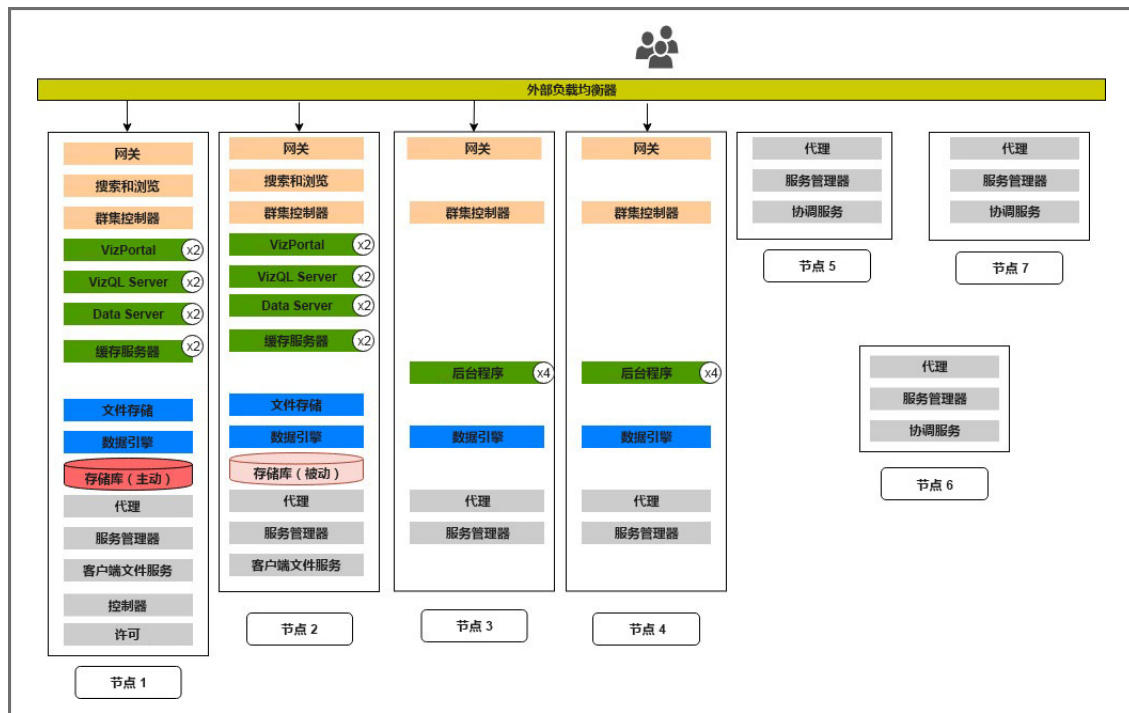 外部负载均衡器
网关
搜索和浏览
群集控制器
VizPortal x2
VizQL Server x2
Data Server x2
缓存服务器 x2
文件存储
数据引擎
存储库（主动）
代理
服务管理器
客户端文件服务
控制器
许可
节点 1
网关
搜索和浏览
群集控制器
VizPortal x2
VizQL Server x2
Data Server x2
缓存服务器 x2
文件存储
数据引擎
存储库（被动）
代理
服务管理器
客户端文件服务
节点 2
网关
群集控制器
后台程序 x4
数据引擎
代理
服务管理器
节点 3
网关
群集控制器
后台程序 x4
数据引擎
代理
服务管理器
节点 4
代理
服务管理器
协调服务
节点 5
代理
服务管理器
协调服务
节点 7
代理
服务管理器
协调服务
节点 6